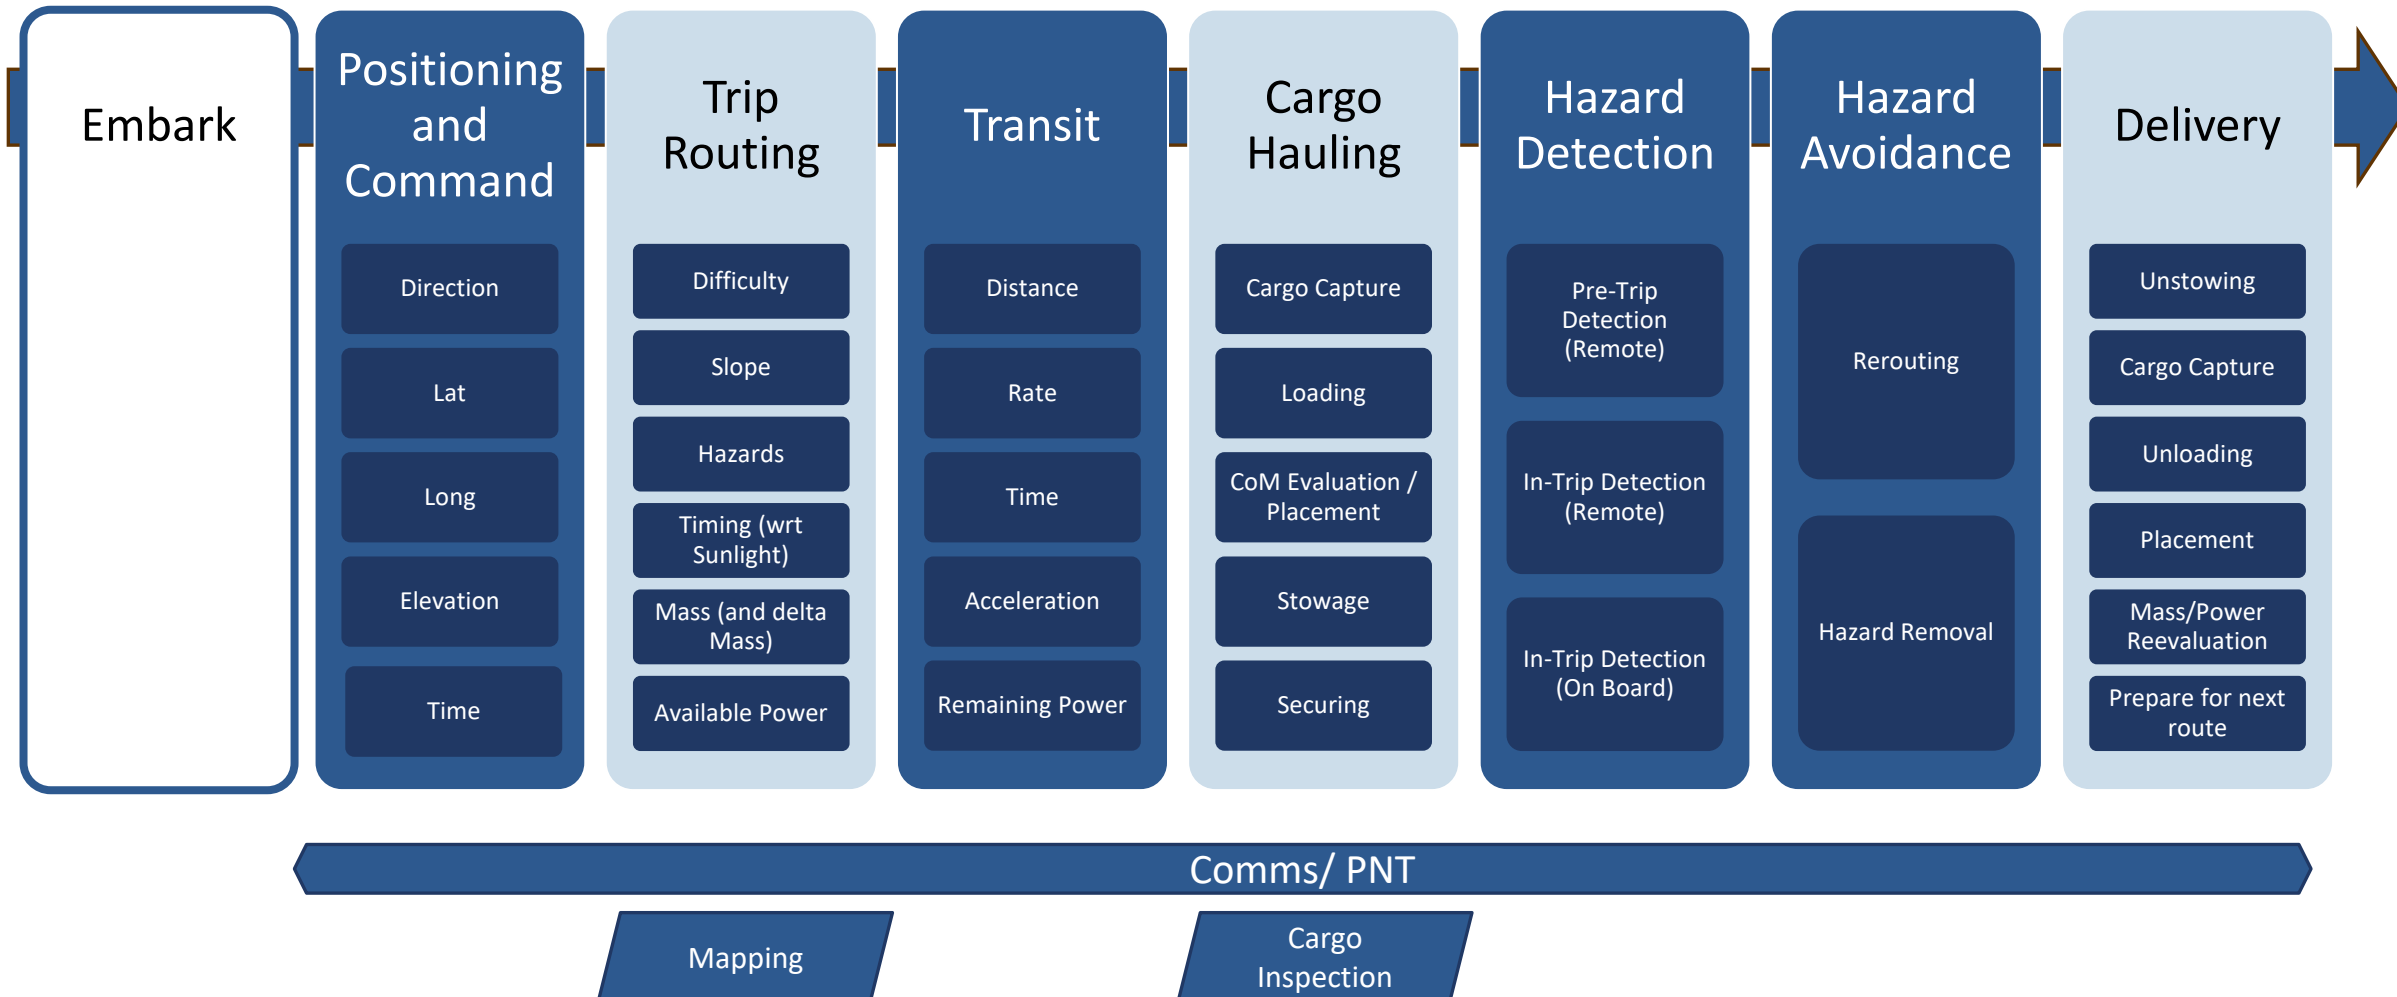 Embark
Positioning
and
Command
Direction
Lat
Long
Elevation
Time
Trip
Routing
Difficulty
Slope
Hazards
Timing (wrt
Sunlight)
Mass (and delta
Mass)
Available Power
Transit
Distance
Rate
Time
Acceleration
Remaining Power
Cargo
Hauling
Cargo Capture
Loading
CoM Evaluation /
Placement
Stowage
Securing
Hazard
Detection
Pre-Trip
Detection
(Remote)
In-Trip Detection
(Remote)
In-Trip Detection
(On Board)
Hazard
Avoidance
Rerouting
Hazard Removal
Delivery
Unstowing
Cargo Capture
Unloading
Placement
Mass/Power
Reevaluation
Prepare for next
route
Comms/ PNT
Mapping
Cargo
Inspection